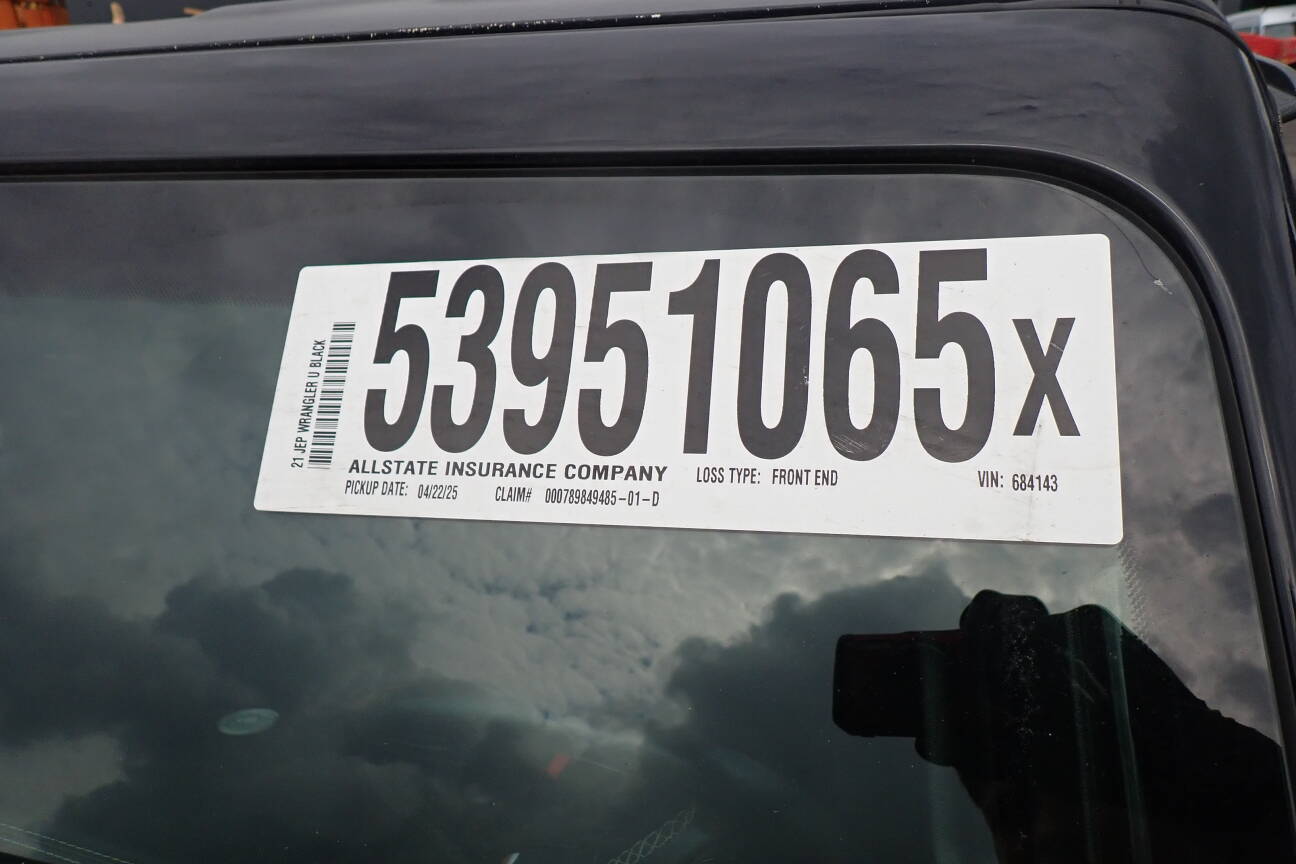 21 JEP WRANGLER U BLACK
53951065X
ALLSTATE INSURANCE COMPANY LOSS TYPE: FRONT END VIN: 684143
PICKUP DATE: 04/22/25 CLAIM# 000789849485-01-D